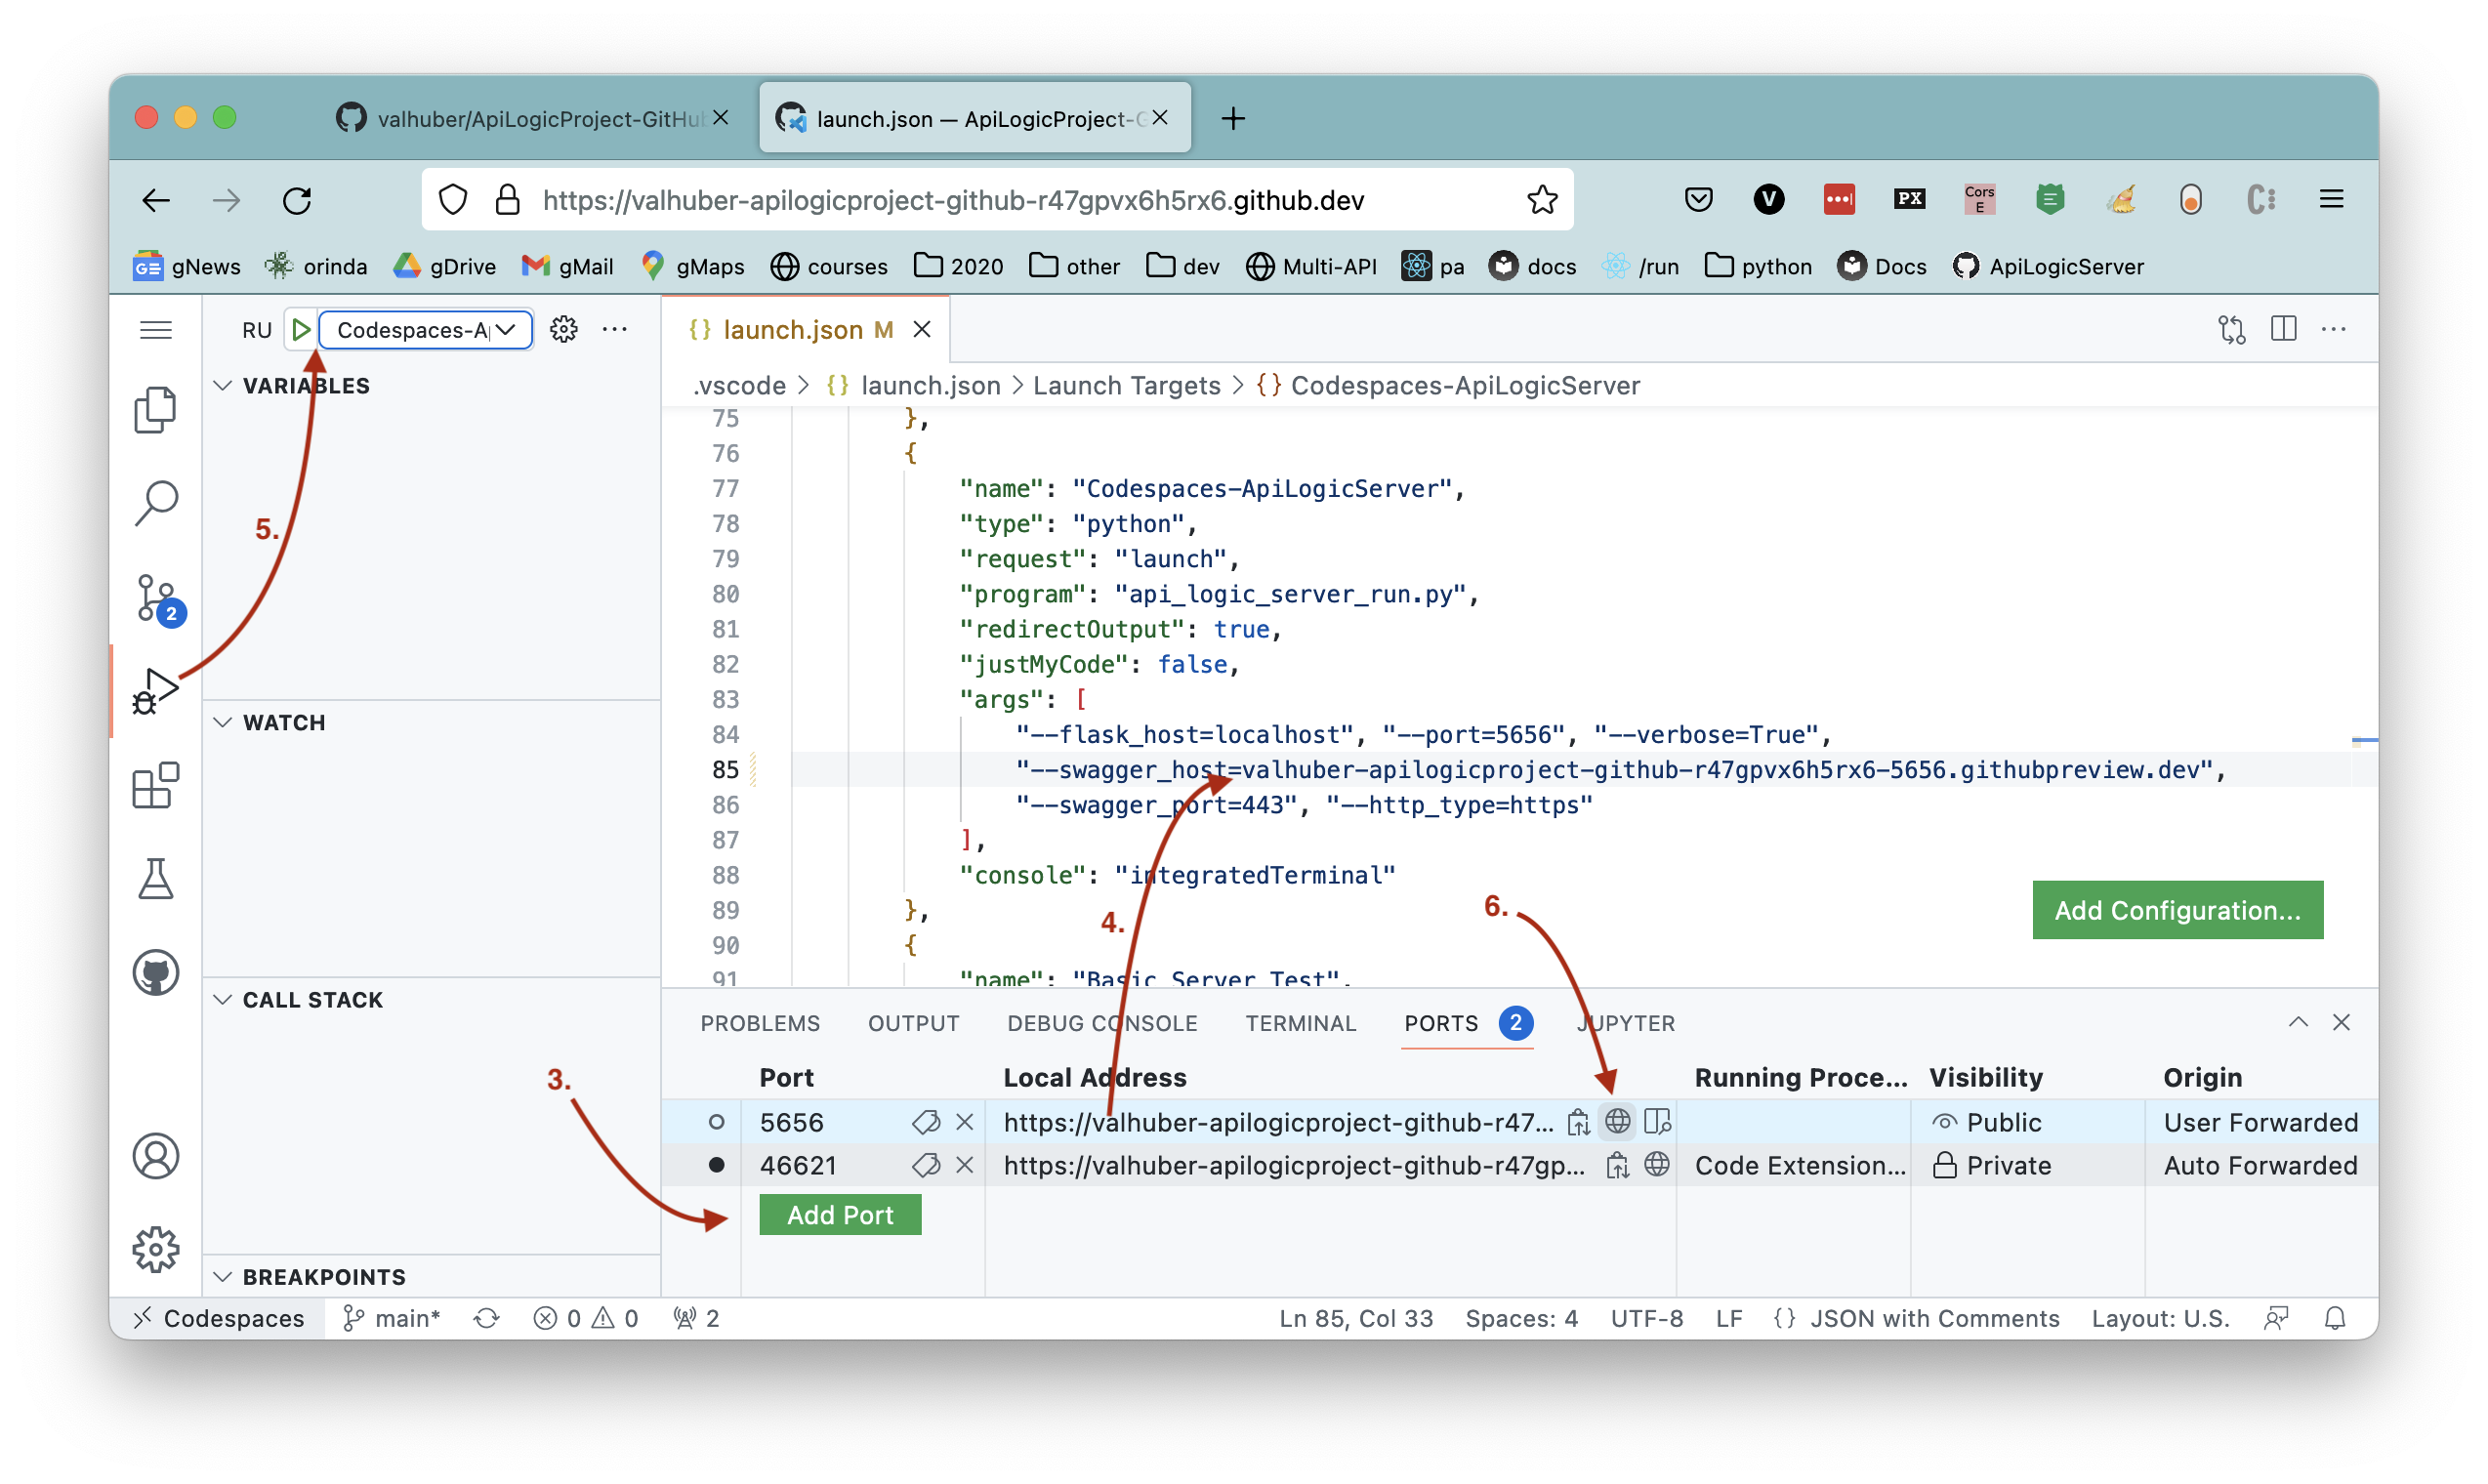 valhuber/ApiLogicProject-GitHub
launch.json — ApiLogicProject-G
https://valhuber-apilogicproject-github-r47gpvx6h5rx6.github.dev
V
PX
Cors E
gNews
orinda
gDrive
gMail
gMaps
courses
2020
other
dev
Multi-API
pa
docs
/run
python
Docs
ApiLogicServer
RU
Codespaces-A
{} launch.json M
VARIABLES
.vscode > {} launch.json > Launch Targets > {} Codespaces-ApiLogicServer
75 },
76 {
77 "name": "Codespaces-ApiLogicServer",
78 "type": "python",
79 "request": "launch",
80 "program": "api_logic_server_run.py",
81 "redirectOutput": true,
82 "justMyCode": false,
83 "args": [
84 "--flask_host=localhost", "--port=5656", "--verbose=True",
85 "--swagger_host=valhuber-apilogicproject-github-r47gpvx6h5rx6-5656.githubpreview.dev",
86 "--swagger_port=443", "--http_type=https"
87 ],
88 "console": "integratedTerminal"
89 },
90 {
91 "name": "Basic Server Test",
5.
2
WATCH
4.
6.
Add Configuration...
CALL STACK
3.
PROBLEMS OUTPUT DEBUG CONSOLE TERMINAL PORTS 2 JUPYTER
Port Local Address Running Proce... Visibility Origin
5656 https://valhuber-apilogicproject-github-r47... Public User Forwarded
46621 https://valhuber-apilogicproject-github-r47gp... Code Extension... Private Auto Forwarded
Add Port
BREAKPOINTS
Codespaces main* 0 0 2 Ln 85, Col 33 Spaces: 4 UTF-8 LF {} JSON with Comments Layout: U.S.